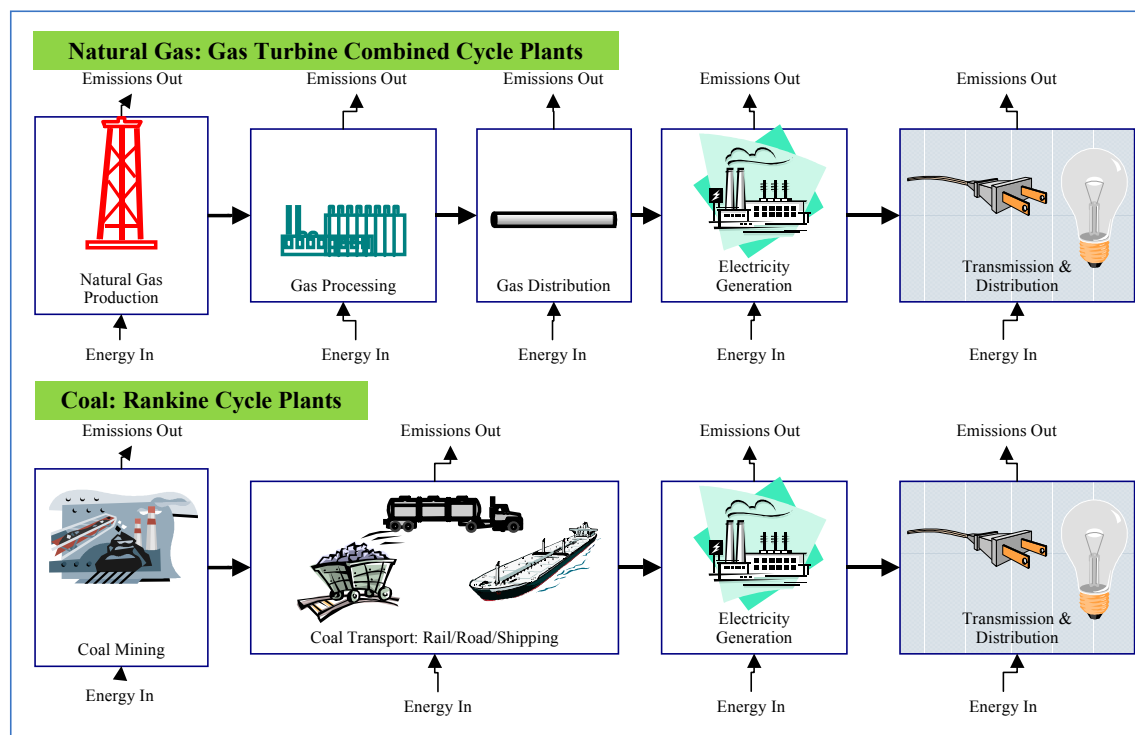 Natural Gas: Gas Turbine Combined Cycle Plants
Emissions Out
Emissions Out
Emissions Out
Emissions Out
Emissions Out
Natural Gas
Production
Gas Processing
Gas Distribution
Electricity
Generation
Transmission &
Distribution
Energy In
Energy In
Energy In
Energy In
Energy In
Coal: Rankine Cycle Plants
Emissions Out
Emissions Out
Emissions Out
Emissions Out
Coal Mining
Coal Transport: Rail/Road/Shipping
Electricity
Generation
Transmission &
Distribution
Energy In
Energy In
Energy In
Energy In